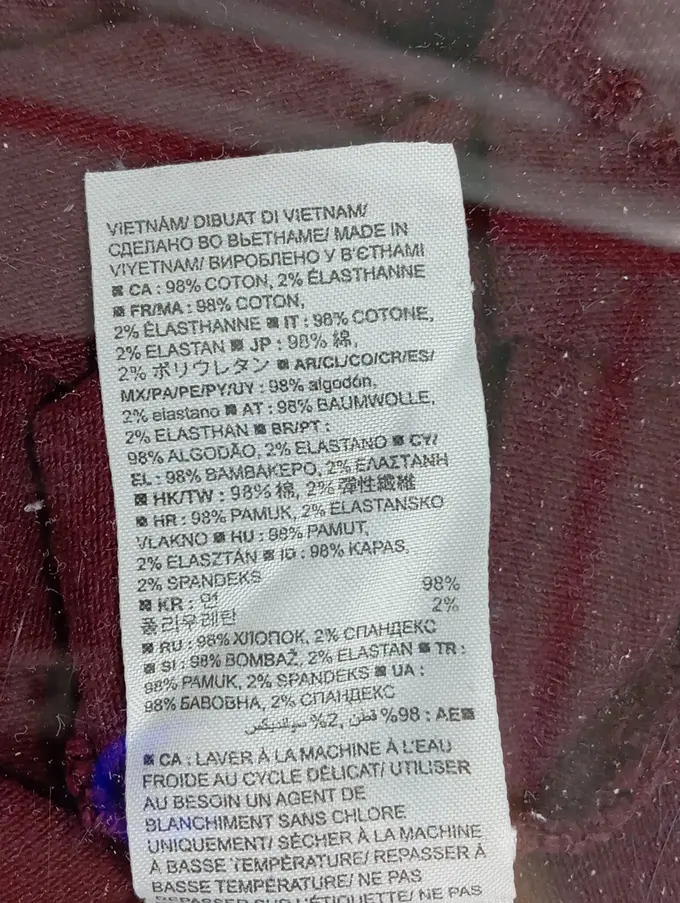 VIETNAM/ DIBUAT DI VIETNAM/
СДЕЛАНО ВО ВЬЕТНАМЕ/ MADE IN
VIYETNAM/ ВИРОБЛЕНО У В'ЄТНАМІ
CA : 98% COTON, 2% ÉLASTHANNE
FR/MA : 98% COTON,
2% ÉLASTHANNE IT : 98% COTONE,
2% ELASTAN JP : 98% 綿,
2% ポリウレタン AR/CL/CO/CR/ES/
MX/PA/PE/PY/UY : 98% algodón,
2% elastano AT : 98% BAUMWOLLE,
2% ELASTHAN BR/PT :
98% ALGODÃO, 2% ELASTANO CY/
EL : 98% ΒΑΜΒΑΚΕΡΟ, 2% ΕΛΑΣΤΑΝΗ
HK/TW : 98% 棉, 2% 彈性纖維
HR : 98% PAMUK, 2% ELASTANSKO
VLAKNO HU : 98% PAMUT,
2% ELASZTÁN ID : 98% KAPAS,
2% SPANDEKS
KR : 면 98%
폴리우레탄 2%
RU : 98% ХЛОПОК, 2% СПАНДЕКС
SI : 98% BOMBAŽ, 2% ELASTAN TR :
98% PAMUK, 2% SPANDEKS UA :
98% БАВОВНА, 2% СПАНДЕКС
AE : 98% قطن, 2% سباندكس
CA : LAVER À LA MACHINE À L'EAU
FROIDE AU CYCLE DÉLICAT/ UTILISER
AU BESOIN UN AGENT DE
BLANCHIMENT SANS CHLORE
UNIQUEMENT/ SÉCHER À LA MACHINE
À BASSE TEMPÉRATURE/ REPASSER À
BASSE TEMPÉRATURE/ NE PAS
REPASSER SUR L'ÉTIQUETTE/ NE PAS